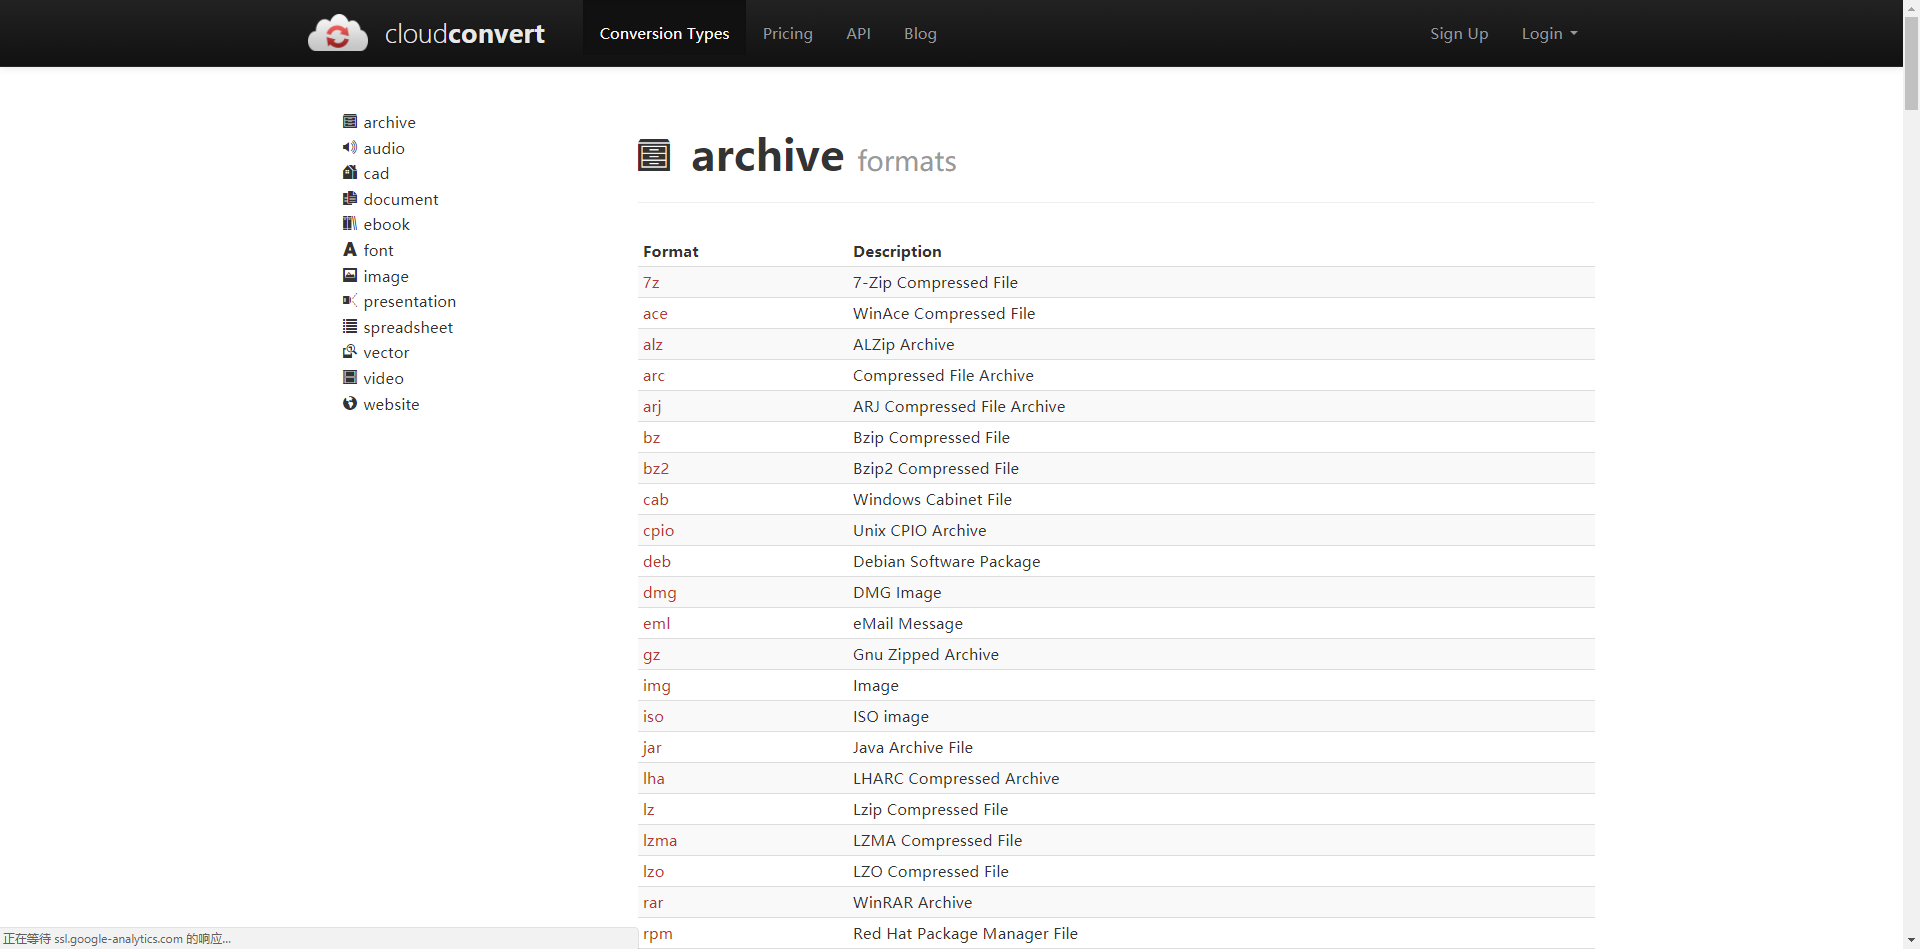 cloudconvert Conversion Types Pricing API Blog Sign Up Login
archive
audio
cad
document
ebook
font
image
presentation
spreadsheet
vector
video
website
archive formats
Format Description
7z 7-Zip Compressed File
ace WinAce Compressed File
alz ALZip Archive
arc Compressed File Archive
arj ARJ Compressed File Archive
bz Bzip Compressed File
bz2 Bzip2 Compressed File
cab Windows Cabinet File
cpio Unix CPIO Archive
deb Debian Software Package
dmg DMG Image
eml eMail Message
gz Gnu Zipped Archive
img Image
iso ISO image
jar Java Archive File
lha LHARC Compressed Archive
lz Lzip Compressed File
lzma LZMA Compressed File
lzo LZO Compressed File
rar WinRAR Archive
rpm Red Hat Package Manager File
正在等待 ssl.google-analytics.com 的响应...